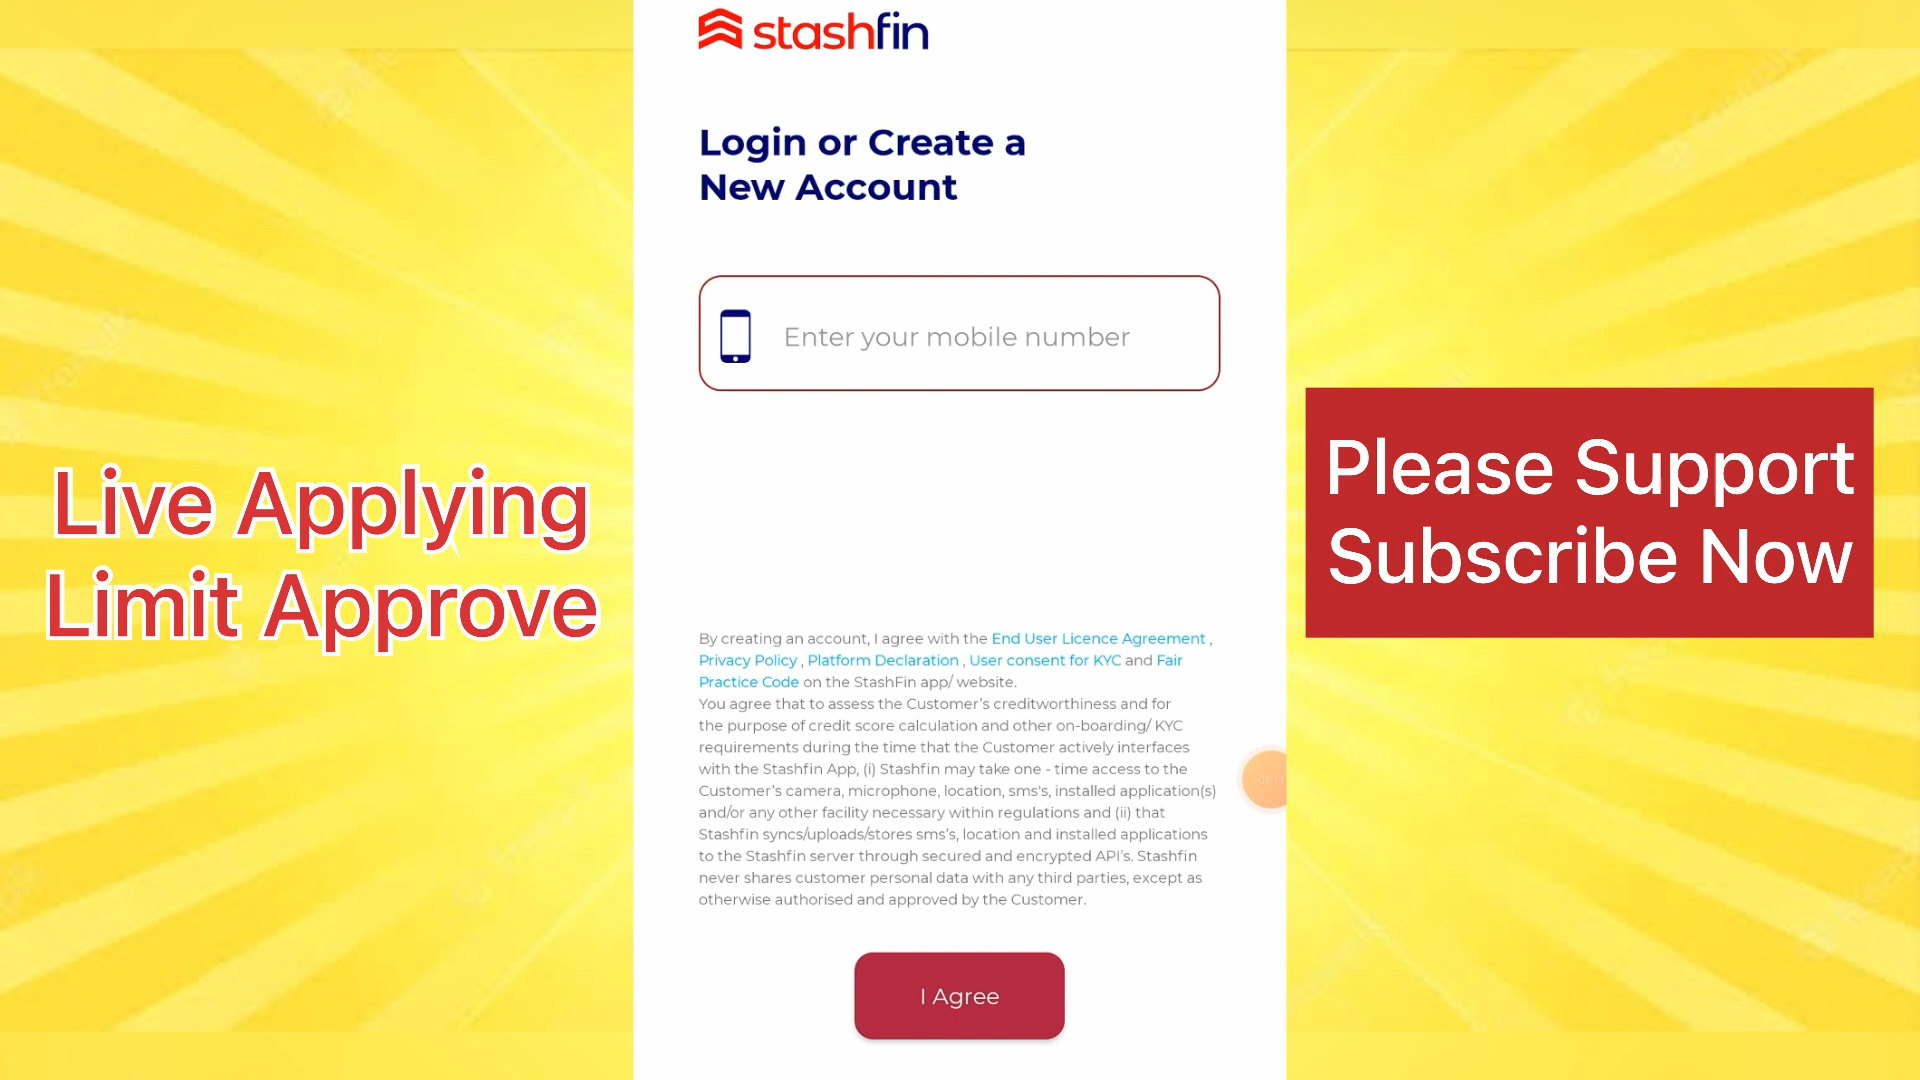 stashfin
Login or Create a
New Account
Enter your mobile number
Live Applying
Limit Approve
Please Support
Subscribe Now
By creating an account, I agree with the End User Licence Agreement ,
Privacy Policy , Platform Declaration , User consent for KYC and Fair
Practice Code on the StashFin app/ website.
You agree that to assess the Customer's creditworthiness and for
the purpose of credit score calculation and other on-boarding/ KYC
requirements during the time that the Customer actively interfaces
with the Stashfin App, (i) Stashfin may take one - time access to the
Customer's camera, microphone, location, sms's, installed application(s)
and/or any other facility necessary within regulations and (ii) that
Stashfin syncs/uploads/stores sms's, location and installed applications
to the Stashfin server through secured and encrypted API's. Stashfin
never shares customer personal data with any third parties, except as
otherwise authorised and approved by the Customer.
I Agree